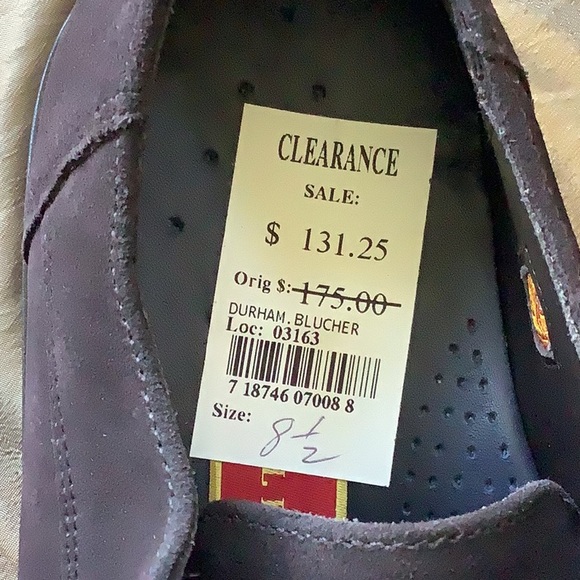 CLEARANCE
SALE:
$ 131.25
Orig $: 175.00
DURHAM. BLUCHER
Loc: 03163
7 18746 07008 8
Size: 8 1/2